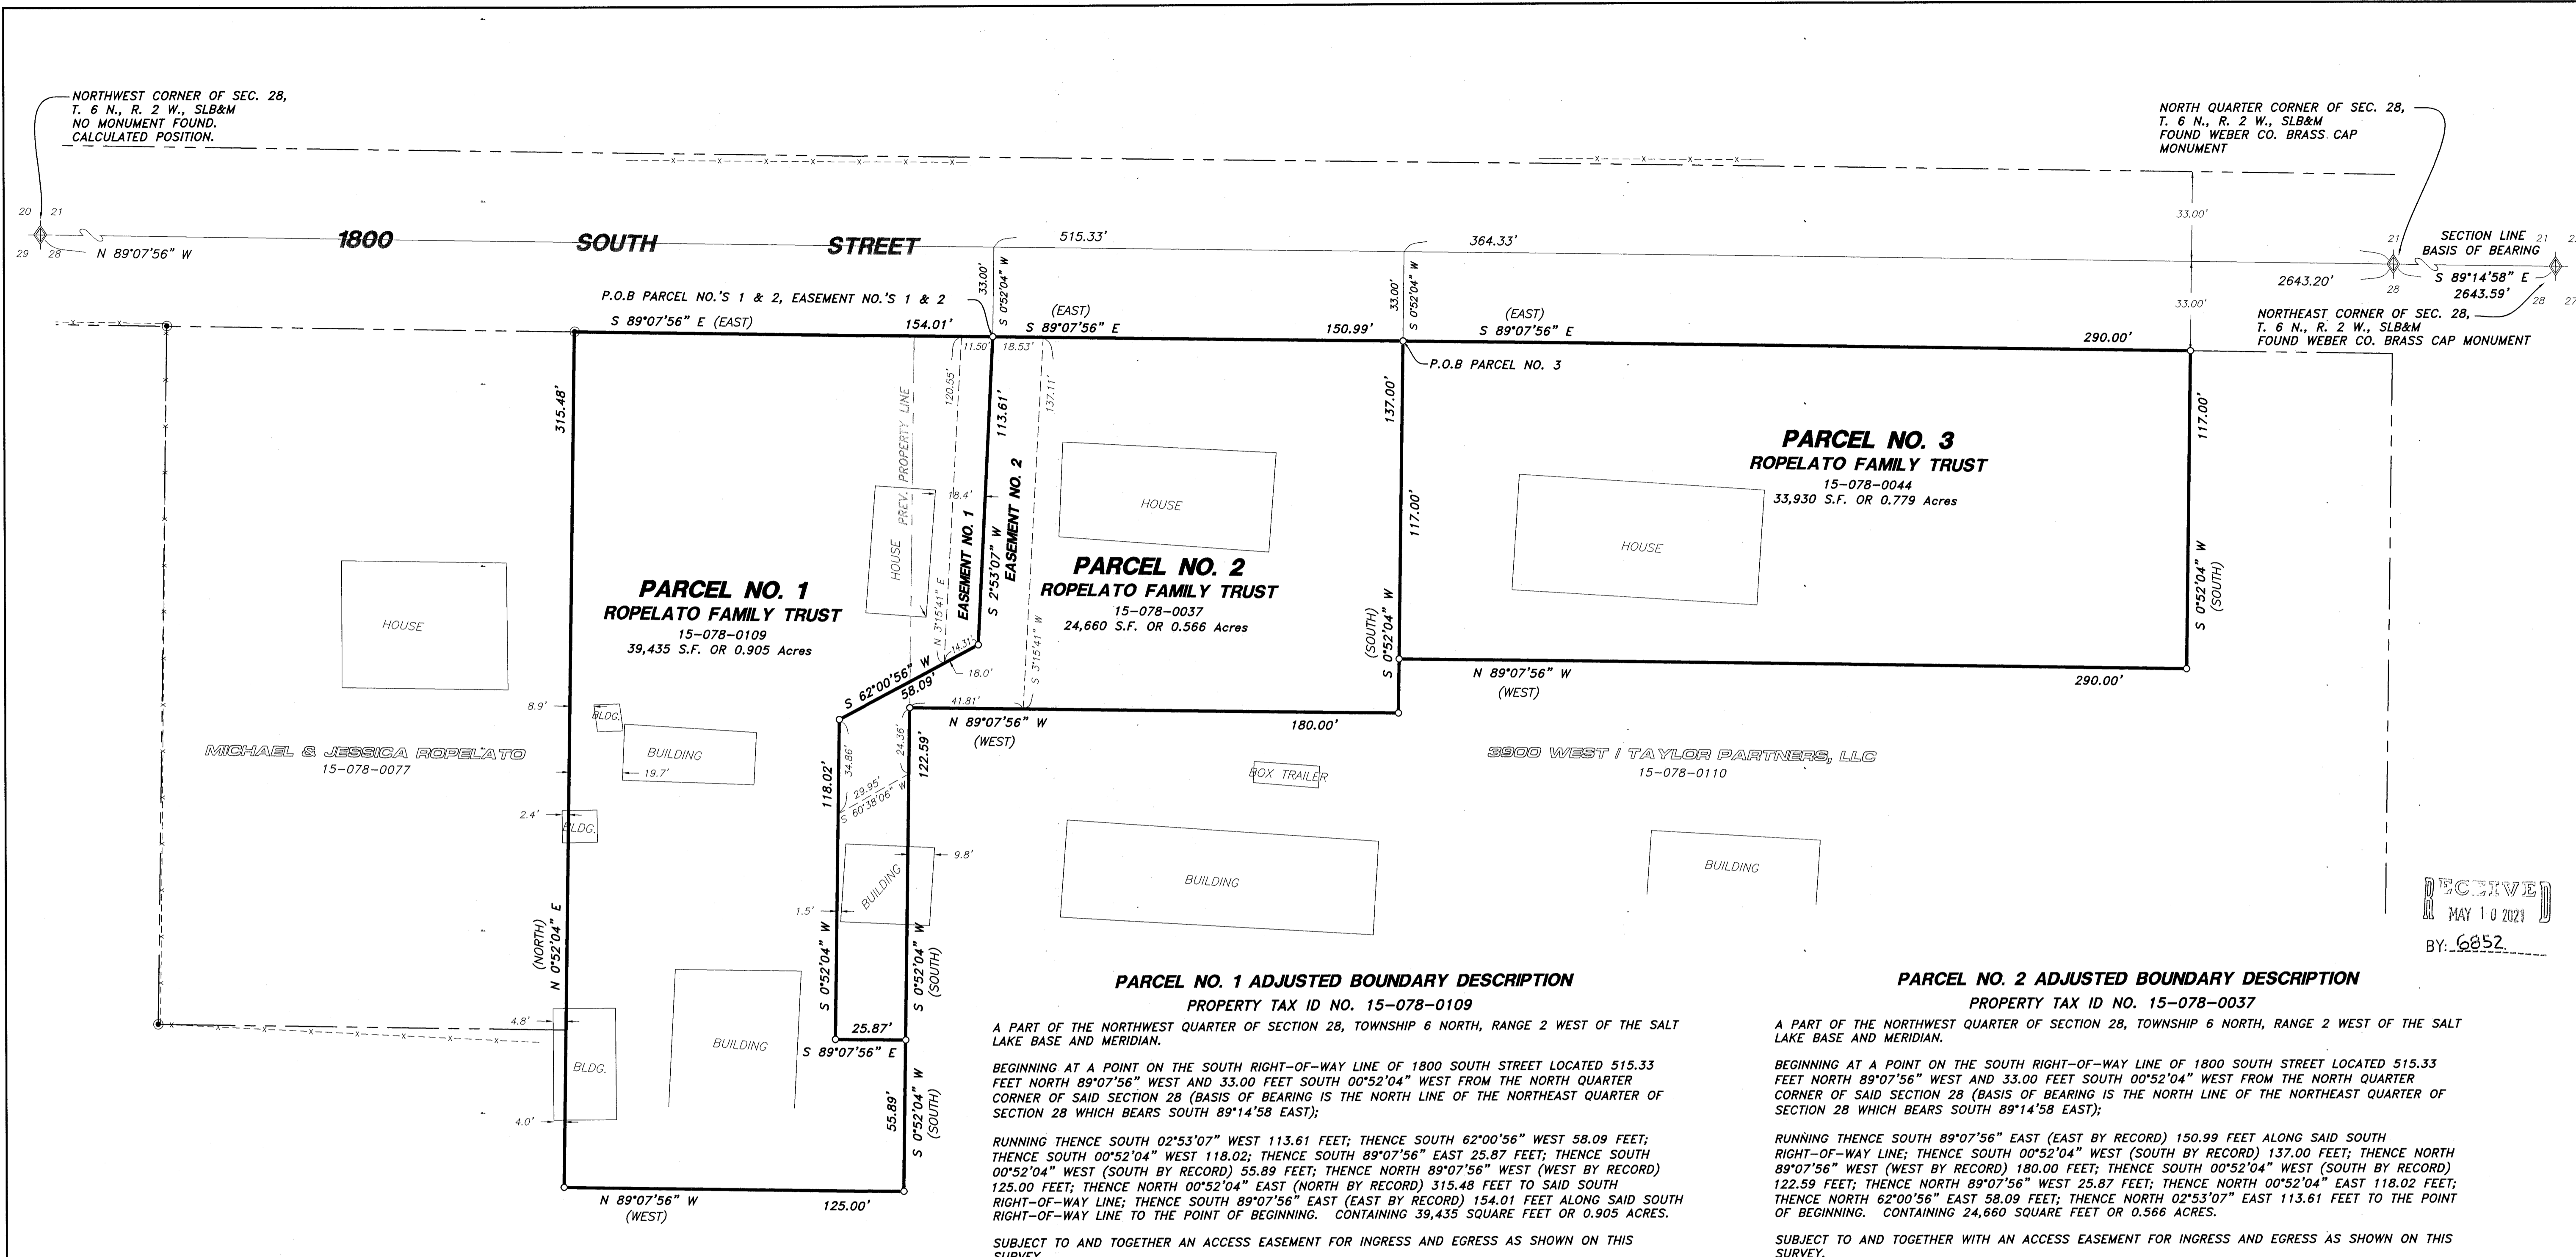 NORTHWEST CORNER OF SEC. 28,
T. 6 N., R. 2 W., SLB&M
NO MONUMENT FOUND.
CALCULATED POSITION.
NORTH QUARTER CORNER OF SEC. 28,
T. 6 N., R. 2 W., SLB&M
FOUND WEBER CO. BRASS CAP
MONUMENT
20 21
29 28
N 89°07'56" W
1800 SOUTH STREET
515.33'
364.33'
33.00'
33.00'
21
28
2643.20'
SECTION LINE
BASIS OF BEARING
S 89°14'58" E
2643.59'
21
28 27
NORTHEAST CORNER OF SEC. 28,
T. 6 N., R. 2 W., SLB&M
FOUND WEBER CO. BRASS CAP MONUMENT
33.00'
S 0°52'04" W
33.00'
S 0°52'04" W
P.O.B PARCEL NO.'S 1 & 2, EASEMENT NO.'S 1 & 2
S 89°07'56" E (EAST)
154.01'
(EAST)
S 89°07'56" E
150.99'
(EAST)
S 89°07'56" E
290.00'
11.50'
18.53'
P.O.B PARCEL NO. 3
315.48'
PREV. PROPERTY LINE
120.55'
113.61'
137.11'
137.00'
117.00'
117.00'
HOUSE
18.4'
EASEMENT NO. 1
N 3°15'41" E
S 2°53'07" W
EASEMENT NO. 2
S 3°15'41" W
HOUSE
PARCEL NO. 3
ROPELATO FAMILY TRUST
15-078-0044
33,930 S.F. OR 0.779 Acres
HOUSE
S 0°52'04" W
(SOUTH)
HOUSE
PARCEL NO. 1
ROPELATO FAMILY TRUST
15-078-0109
39,435 S.F. OR 0.905 Acres
PARCEL NO. 2
ROPELATO FAMILY TRUST
15-078-0037
24,660 S.F. OR 0.566 Acres
(SOUTH)
S 0°52'04" W
14.31'
18.0'
S 62°00'56" W
58.09'
N 89°07'56" W
(WEST)
290.00'
41.81'
N 89°07'56" W
(WEST)
180.00'
8.9'
BLDG.
BUILDING
19.7'
2.4'
BLDG.
MICHAEL & JESSICA ROPELATO
15-078-0077
34.86'
24.36'
122.59'
118.02'
29.95'
S 60°38'06" W
BOX TRAILER
3900 WEST / TAYLOR PARTNERS, LLC
15-078-0110
9.8'
BUILDING
1.5'
BUILDING
BUILDING
(NORTH)
N 0°52'04" E
S 0°52'04" W
S 0°52'04" W
(SOUTH)
4.8'
BLDG.
4.0'
BUILDING
25.87'
S 89°07'56" E
55.89'
S 0°52'04" W
(SOUTH)
N 89°07'56" W
(WEST)
125.00'
RECEIVED
MAY 10 2021
BY: 6852
PARCEL NO. 1 ADJUSTED BOUNDARY DESCRIPTION
PROPERTY TAX ID NO. 15-078-0109
A PART OF THE NORTHWEST QUARTER OF SECTION 28, TOWNSHIP 6 NORTH, RANGE 2 WEST OF THE SALT
LAKE BASE AND MERIDIAN.
BEGINNING AT A POINT ON THE SOUTH RIGHT-OF-WAY LINE OF 1800 SOUTH STREET LOCATED 515.33
FEET NORTH 89°07'56" WEST AND 33.00 FEET SOUTH 00°52'04" WEST FROM THE NORTH QUARTER
CORNER OF SAID SECTION 28 (BASIS OF BEARING IS THE NORTH LINE OF THE NORTHEAST QUARTER OF
SECTION 28 WHICH BEARS SOUTH 89°14'58 EAST);
RUNNING THENCE SOUTH 02°53'07" WEST 113.61 FEET; THENCE SOUTH 62°00'56" WEST 58.09 FEET;
THENCE SOUTH 00°52'04" WEST 118.02; THENCE SOUTH 89°07'56" EAST 25.87 FEET; THENCE SOUTH
00°52'04" WEST (SOUTH BY RECORD) 55.89 FEET; THENCE NORTH 89°07'56" WEST (WEST BY RECORD)
125.00 FEET; THENCE NORTH 00°52'04" EAST (NORTH BY RECORD) 315.48 FEET TO SAID SOUTH
RIGHT-OF-WAY LINE; THENCE SOUTH 89°07'56" EAST (EAST BY RECORD) 154.01 FEET ALONG SAID SOUTH
RIGHT-OF-WAY LINE TO THE POINT OF BEGINNING. CONTAINING 39,435 SQUARE FEET OR 0.905 ACRES.
SUBJECT TO AND TOGETHER AN ACCESS EASEMENT FOR INGRESS AND EGRESS AS SHOWN ON THIS
SURVEY.
PARCEL NO. 2 ADJUSTED BOUNDARY DESCRIPTION
PROPERTY TAX ID NO. 15-078-0037
A PART OF THE NORTHWEST QUARTER OF SECTION 28, TOWNSHIP 6 NORTH, RANGE 2 WEST OF THE SALT
LAKE BASE AND MERIDIAN.
BEGINNING AT A POINT ON THE SOUTH RIGHT-OF-WAY LINE OF 1800 SOUTH STREET LOCATED 515.33
FEET NORTH 89°07'56" WEST AND 33.00 FEET SOUTH 00°52'04" WEST FROM THE NORTH QUARTER
CORNER OF SAID SECTION 28 (BASIS OF BEARING IS THE NORTH LINE OF THE NORTHEAST QUARTER OF
SECTION 28 WHICH BEARS SOUTH 89°14'58 EAST);
RUNNING THENCE SOUTH 89°07'56" EAST (EAST BY RECORD) 150.99 FEET ALONG SAID SOUTH
RIGHT-OF-WAY LINE; THENCE SOUTH 00°52'04" WEST (SOUTH BY RECORD) 137.00 FEET; THENCE NORTH
89°07'56" WEST (WEST BY RECORD) 180.00 FEET; THENCE SOUTH 00°52'04" WEST (SOUTH BY RECORD)
122.59 FEET; THENCE NORTH 89°07'56" WEST 25.87 FEET; THENCE NORTH 00°52'04" EAST 118.02 FEET;
THENCE NORTH 62°00'56" EAST 58.09 FEET; THENCE NORTH 02°53'07" EAST 113.61 FEET TO THE POINT
OF BEGINNING. CONTAINING 24,660 SQUARE FEET OR 0.566 ACRES.
SUBJECT TO AND TOGETHER WITH AN ACCESS EASEMENT FOR INGRESS AND EGRESS AS SHOWN ON THIS
SURVEY.